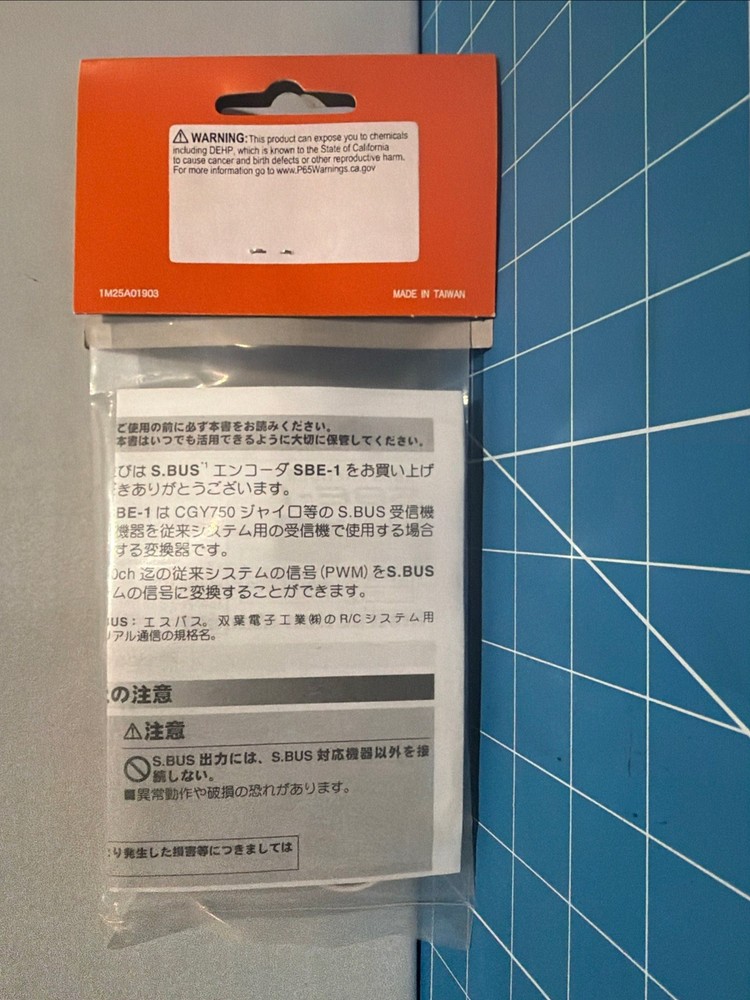 ⚠ WARNING: This product can expose you to chemicals
including DEHP, which is known to the State of California
to cause cancer and birth defects or other reproductive harm.
For more information go to www.P65Warnings.ca.gov
1M25A01903
MADE IN TAIWAN
ご使用の前に必ず本書をお読みください。
本書はいつでも活用できるように大切に保管してください。
びは S.BUS*1 エンコーダ SBE-1 をお買い上げ
きありがとうございます。
BE-1 は CGY750 ジャイロ等の S.BUS 受信機
機器を従来システム用の受信機で使用する場合
する変換器です。
0ch 迄の従来システムの信号(PWM)をS.BUS
ムの信号に変換することができます。
BUS：エスバス。双葉電子工業㈱のR/Cシステム用
リアル通信の規格名。
の注意
⚠注意
S.BUS 出力には、S.BUS 対応機器以外を接
続しない。
■異常動作や破損の恐れがあります。
り発生した損害等につきましては